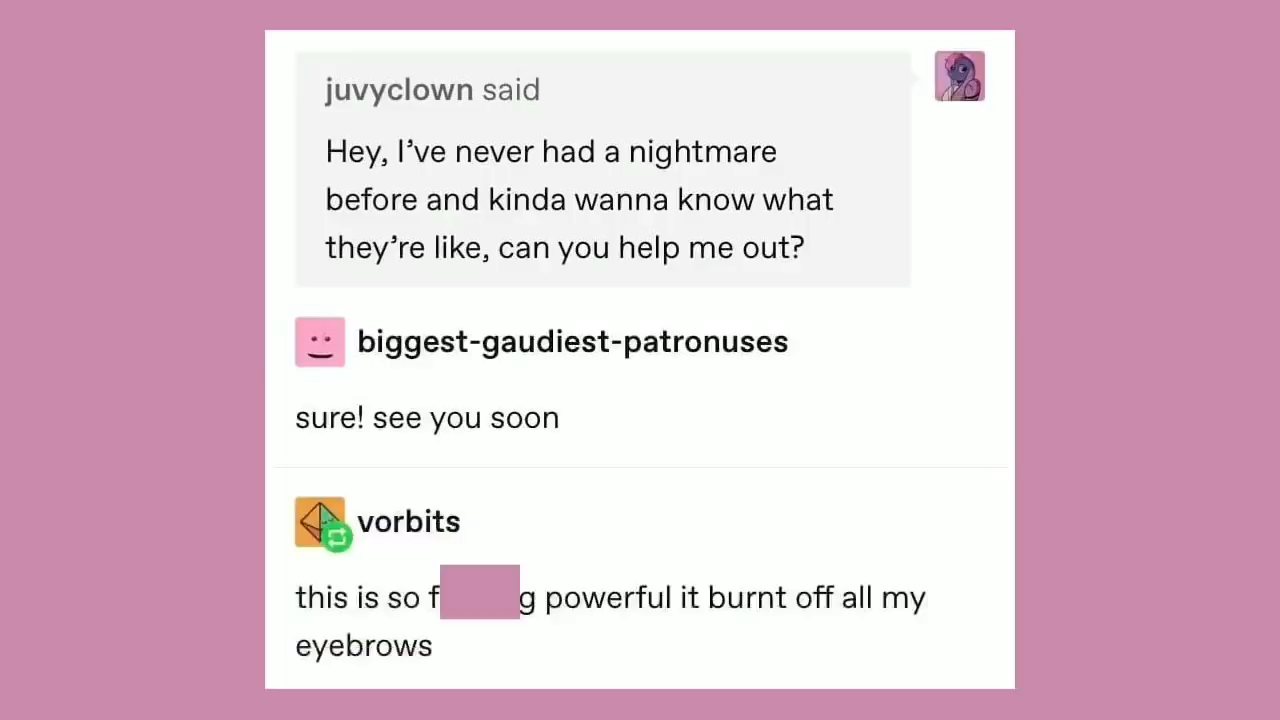 juvyclown said
Hey, I’ve never had a nightmare
before and kinda wanna know what
they’re like, can you help me out?
biggest-gaudiest-patronuses
sure! see you soon
vorbits
this is so f g powerful it burnt off all my
eyebrows